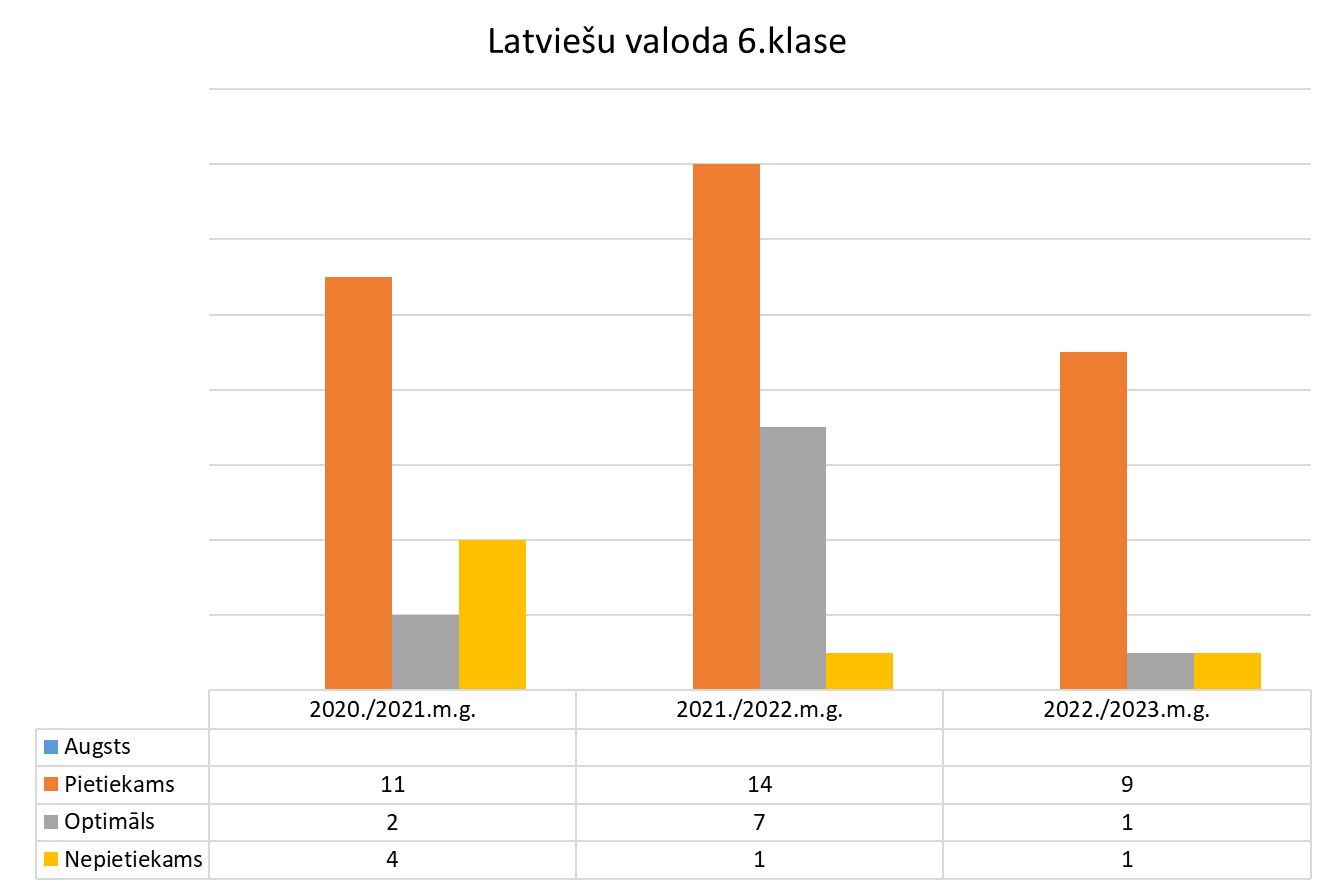 Latviešu valoda 6.klase
2020./2021.m.g. 2021./2022.m.g. 2022./2023.m.g.
Augsts
Pietiekams 11 14 9
Optimāls 2 7 1
Nepietiekams 4 1 1